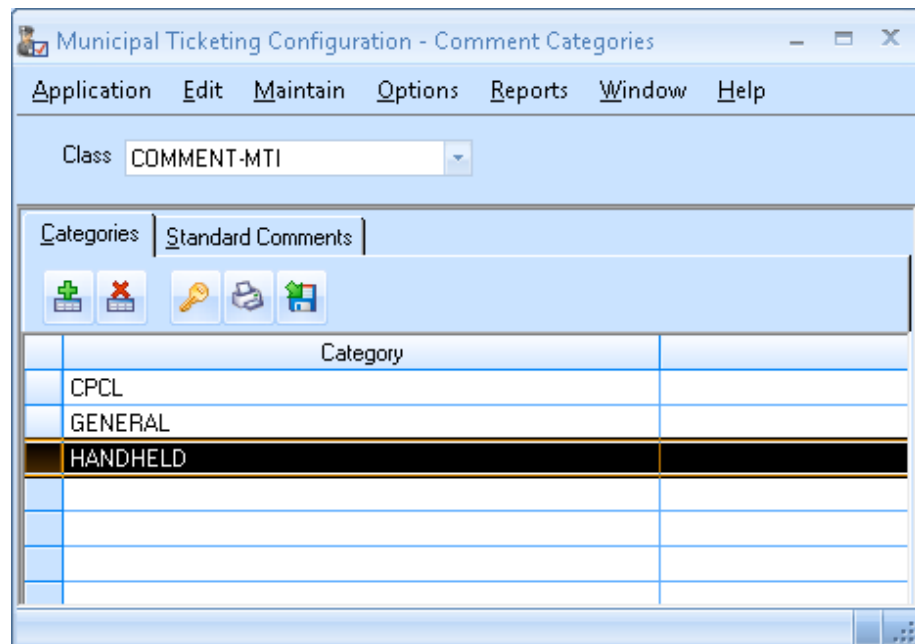 Municipal Ticketing Configuration - Comment Categories
Application Edit Maintain Options Reports Window Help
Class COMMENT-MTI
Categories Standard Comments
Category
CPCL
GENERAL
HANDHELD